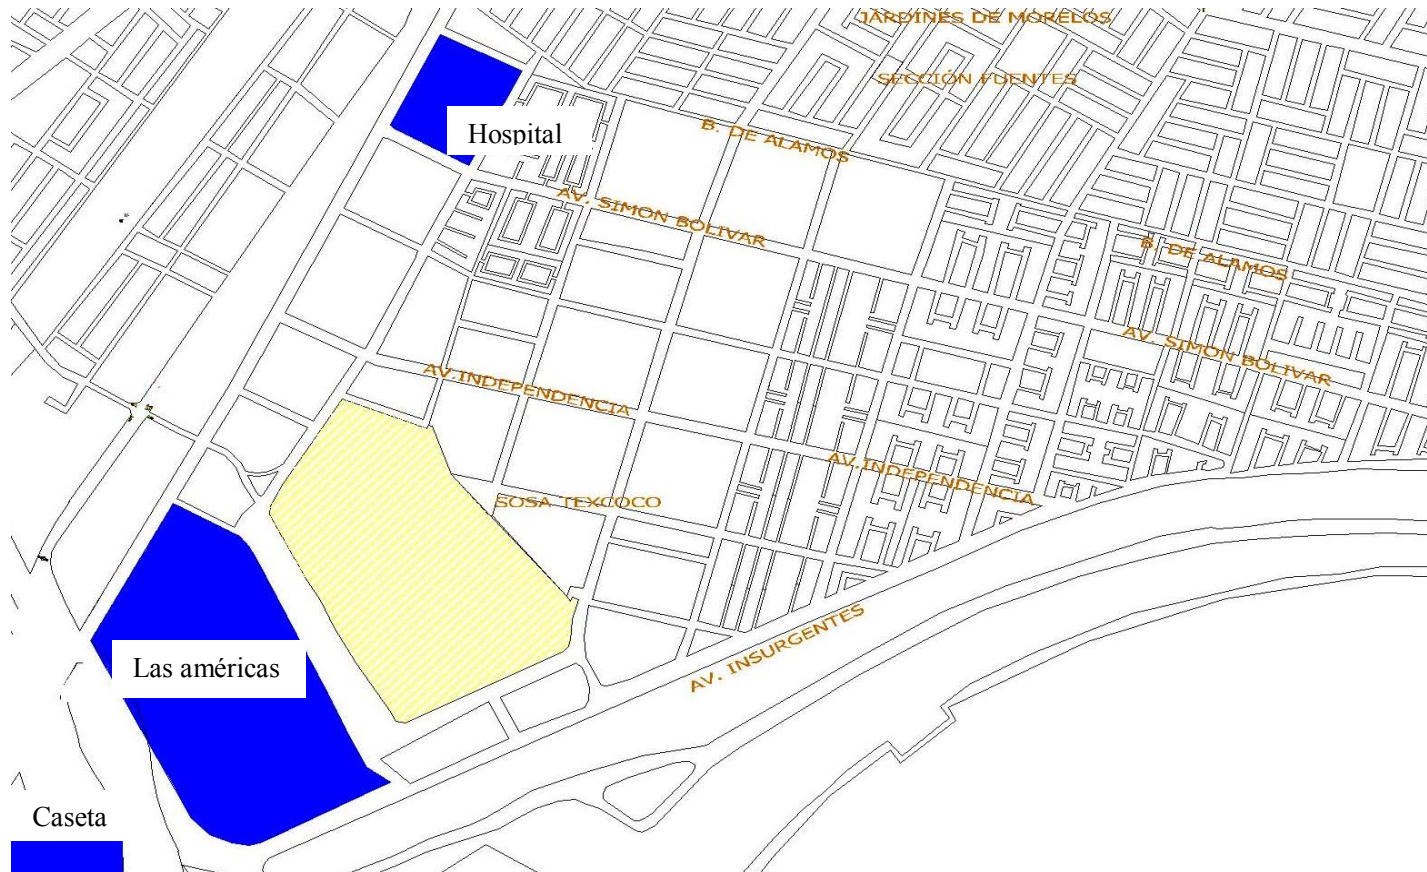 JARDINES DE MORELOS
SECCIÓN FUENTES
Hospital
B. DE ALAMOS
AV. SIMON BOLIVAR
B. DE ALAMOS
AV. SIMON BOLIVAR
AV.INDEPENDENCIA
AV.INDEPENDENCIA
SOSA TEXCOCO
AV. INSURGENTES
Las américas
Caseta